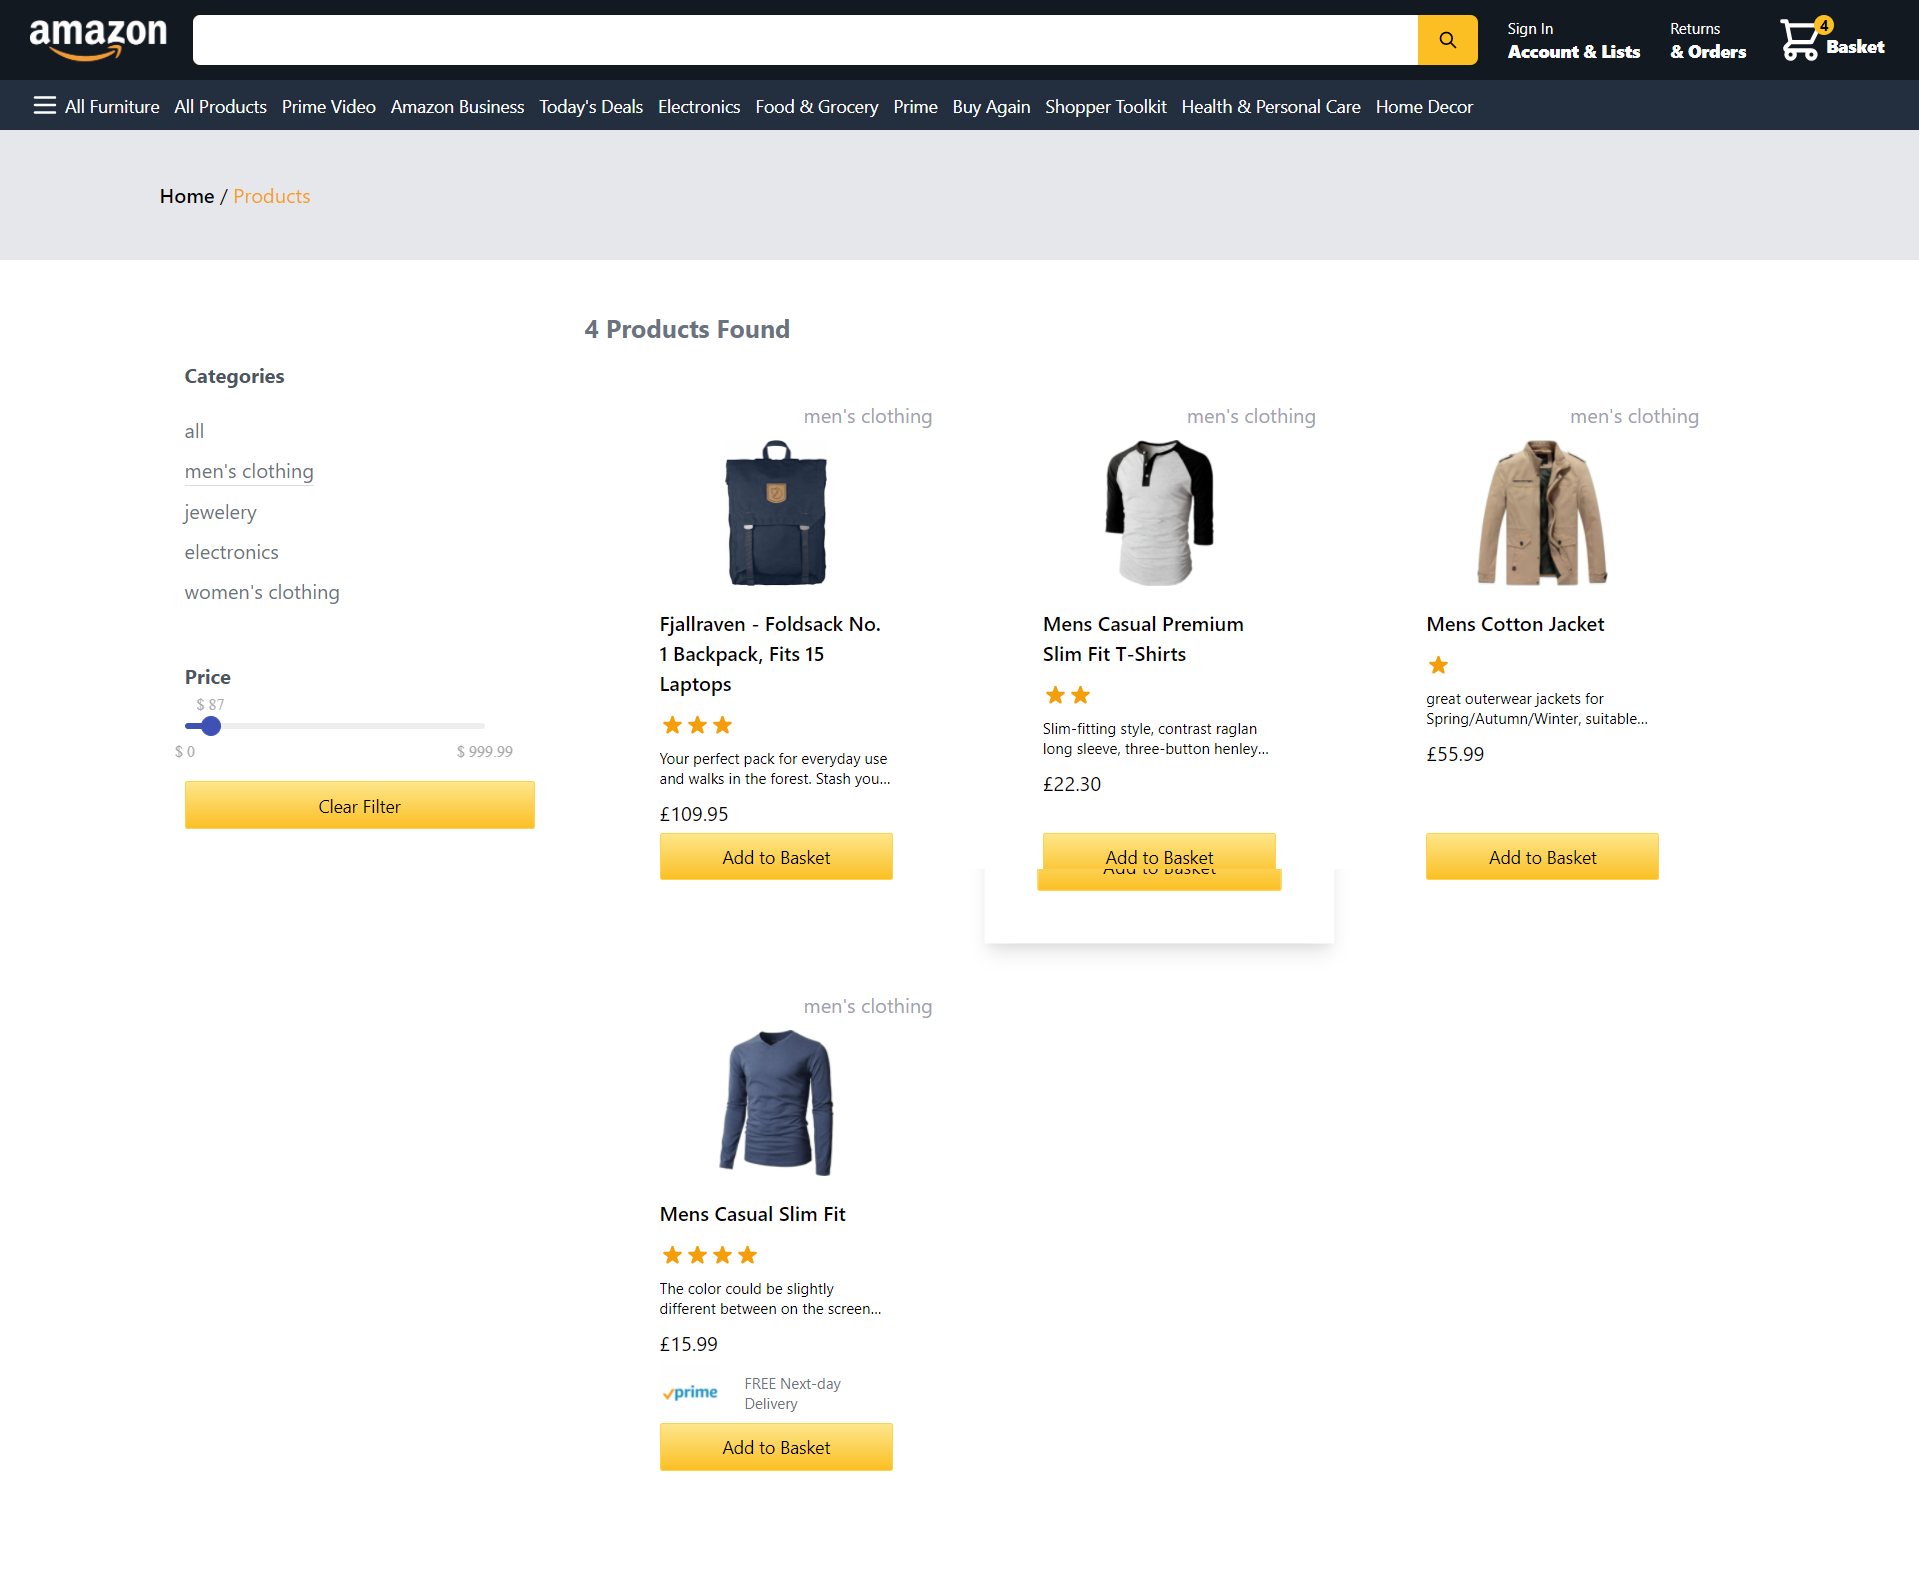 amazon
Sign In
Account & Lists
Returns
& Orders
4
Basket
All Furniture All Products Prime Video Amazon Business Today's Deals Electronics Food & Grocery Prime Buy Again Shopper Toolkit Health & Personal Care Home Decor
Home / Products
4 Products Found
Categories
all
men's clothing
jewelery
electronics
women's clothing
Price
$ 87
$ 0
$ 999.99
Clear Filter
men's clothing
Fjallraven - Foldsack No.
1 Backpack, Fits 15
Laptops
Your perfect pack for everyday use
and walks in the forest. Stash you...
£109.95
Add to Basket
men's clothing
Mens Casual Premium
Slim Fit T-Shirts
Slim-fitting style, contrast raglan
long sleeve, three-button henley...
£22.30
Add to Basket
Add to Basket
men's clothing
Mens Cotton Jacket
great outerwear jackets for
Spring/Autumn/Winter, suitable...
£55.99
Add to Basket
men's clothing
Mens Casual Slim Fit
The color could be slightly
different between on the screen...
£15.99
prime
FREE Next-day
Delivery
Add to Basket